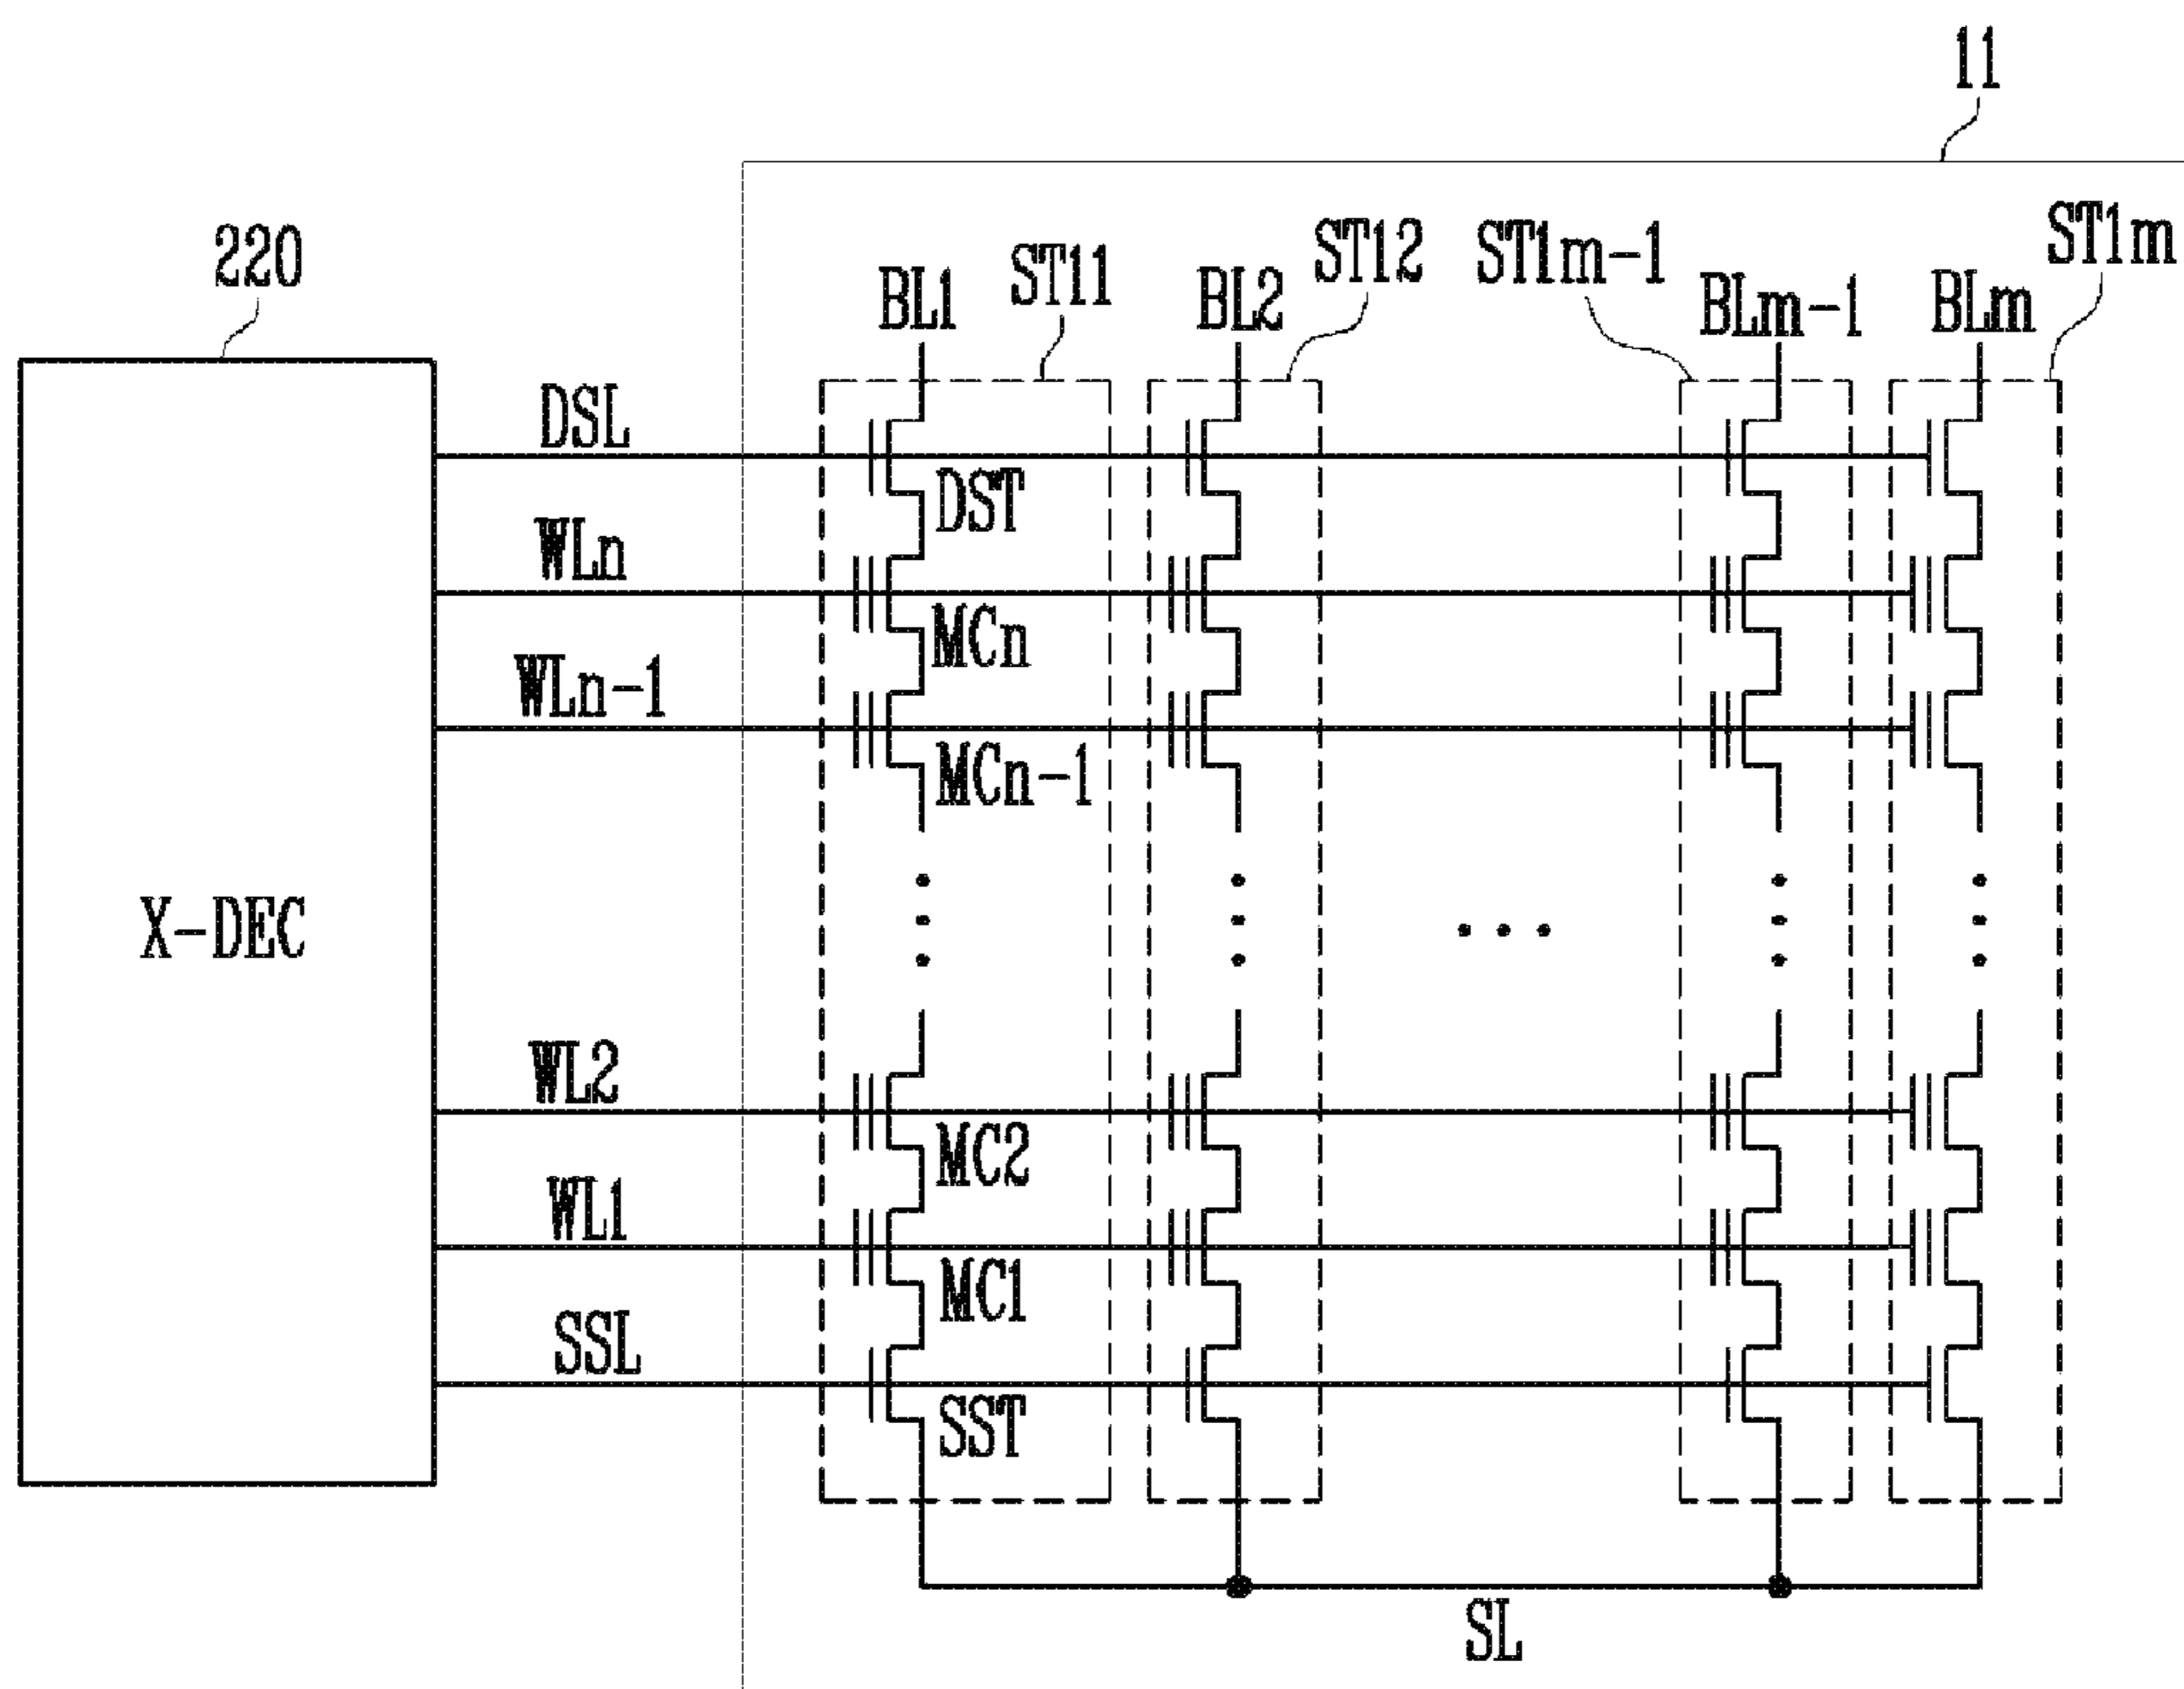 11
220
BL1
ST11
BL2
ST12
ST1m-1
BLm-1
BLm
ST1m
DSL
DST
WLn
MCn
WLn-1
MCn-1
X-DEC
WL2
MC2
WL1
MC1
SSL
SST
SL